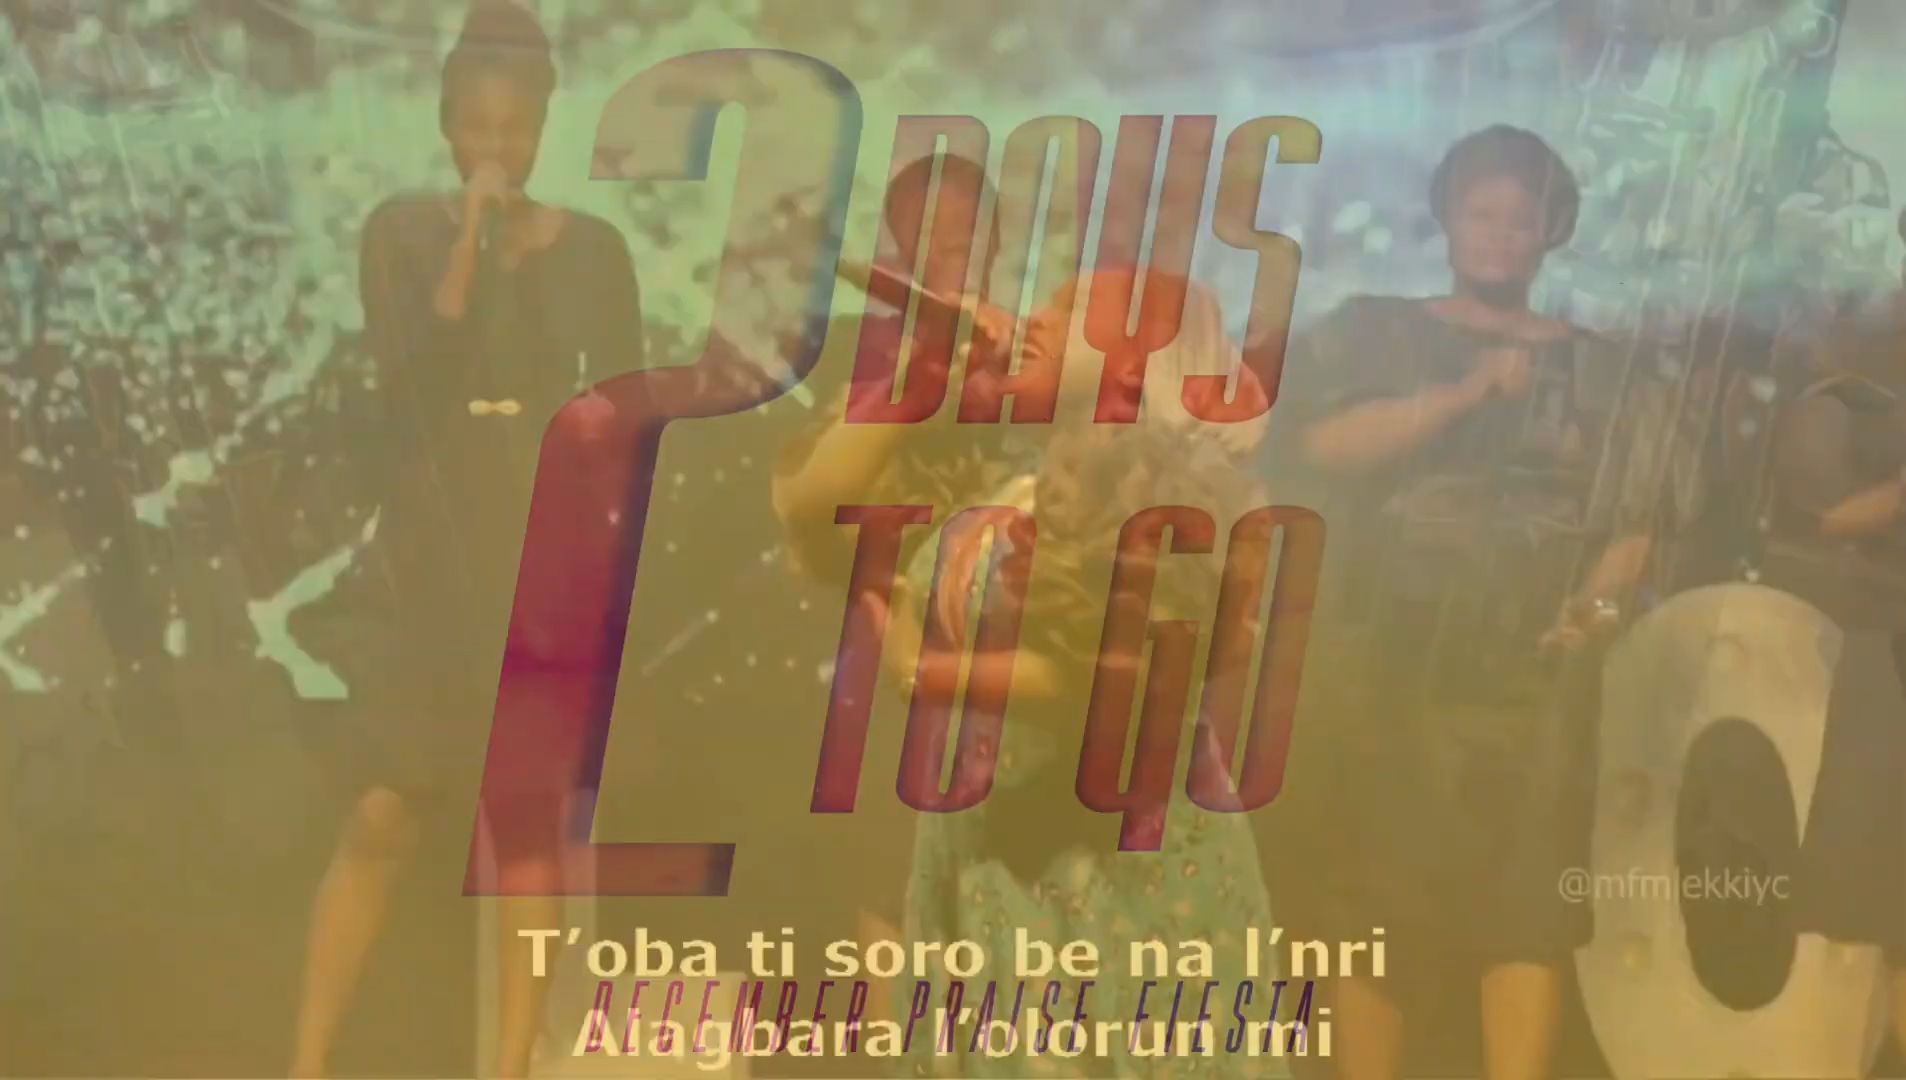 2 DAYS
TO GO
@mfmlekkiyc
T'oba ti soro be na l'nri
DECEMBER PRAISE FIESTA
Alagbara l'olorun mi